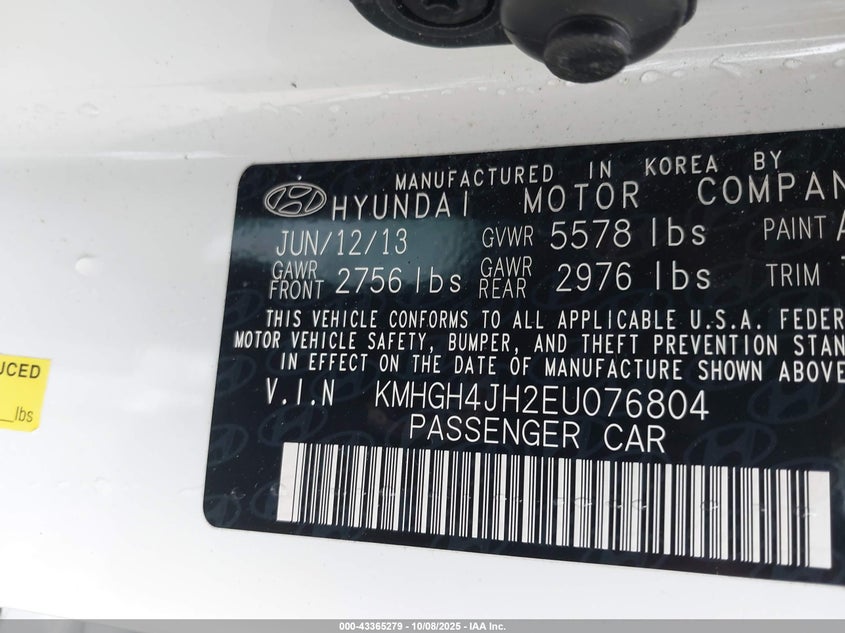 MANUFACTURED IN KOREA BY
HYUNDAI MOTOR COMPAN
JUN/12/13 GVWR 5578 lbs PAINT A
GAWR FRONT 2756 lbs GAWR REAR 2976 lbs TRIM
THIS VEHICLE CONFORMS TO ALL APPLICABLE U.S.A. FEDER
MOTOR VEHICLE SAFETY, BUMPER, AND THEFT PREVENTION STAN
IN EFFECT ON THE DATE OF MANUFACTURE SHOWN ABOVE
V.I.N KMHGH4JH2EU076804
PASSENGER CAR
UCED
lbs
000-43365279 - 10/08/2025 - IAA Inc.